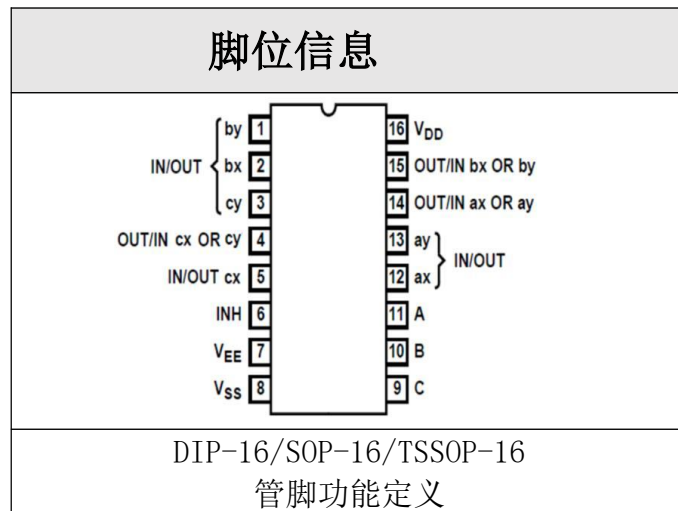 脚位信息
by 1 16 VDD
IN/OUT bx 2 15 OUT/IN bx OR by
cy 3 14 OUT/IN ax OR ay
OUT/IN cx OR cy 4 13 ay
IN/OUT
IN/OUT cx 5 12 ax
INH 6 11 A
VEE 7 10 B
VSS 8 9 C
DIP-16/SOP-16/TSSOP-16
管脚功能定义